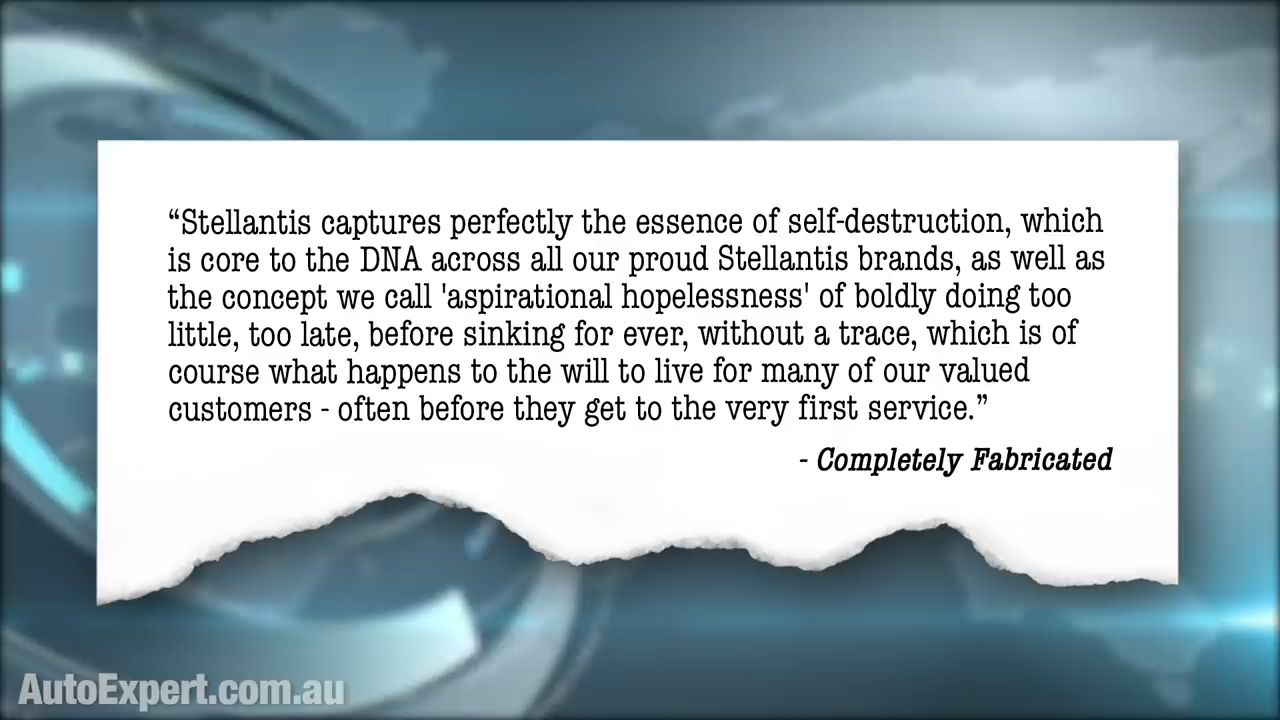 “Stellantis captures perfectly the essence of self-destruction, which
is core to the DNA across all our proud Stellantis brands, as well as
the concept we call 'aspirational hopelessness' of boldly doing too
little, too late, before sinking for ever, without a trace, which is of
course what happens to the will to live for many of our valued
customers - often before they get to the very first service.”
- Completely Fabricated
AutoExpert.com.au